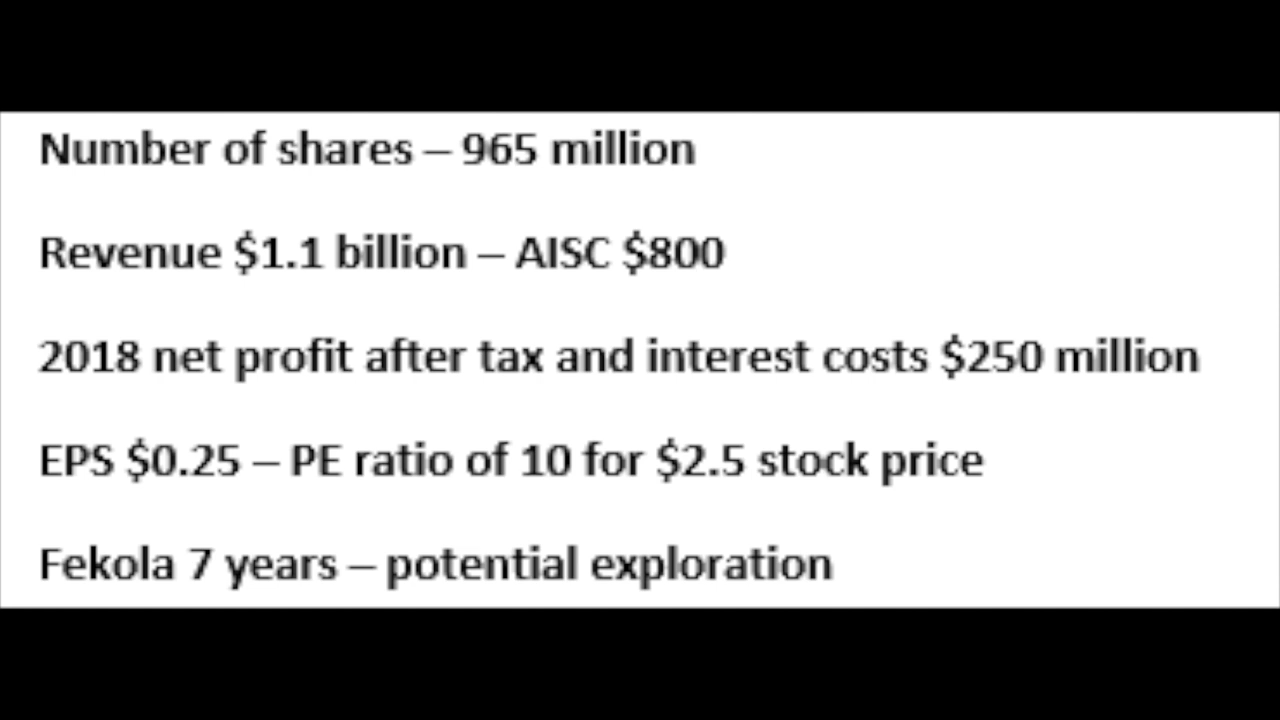 Number of shares – 965 million
Revenue $1.1 billion – AISC $800
2018 net profit after tax and interest costs $250 million
EPS $0.25 – PE ratio of 10 for $2.5 stock price
Fekola 7 years – potential exploration